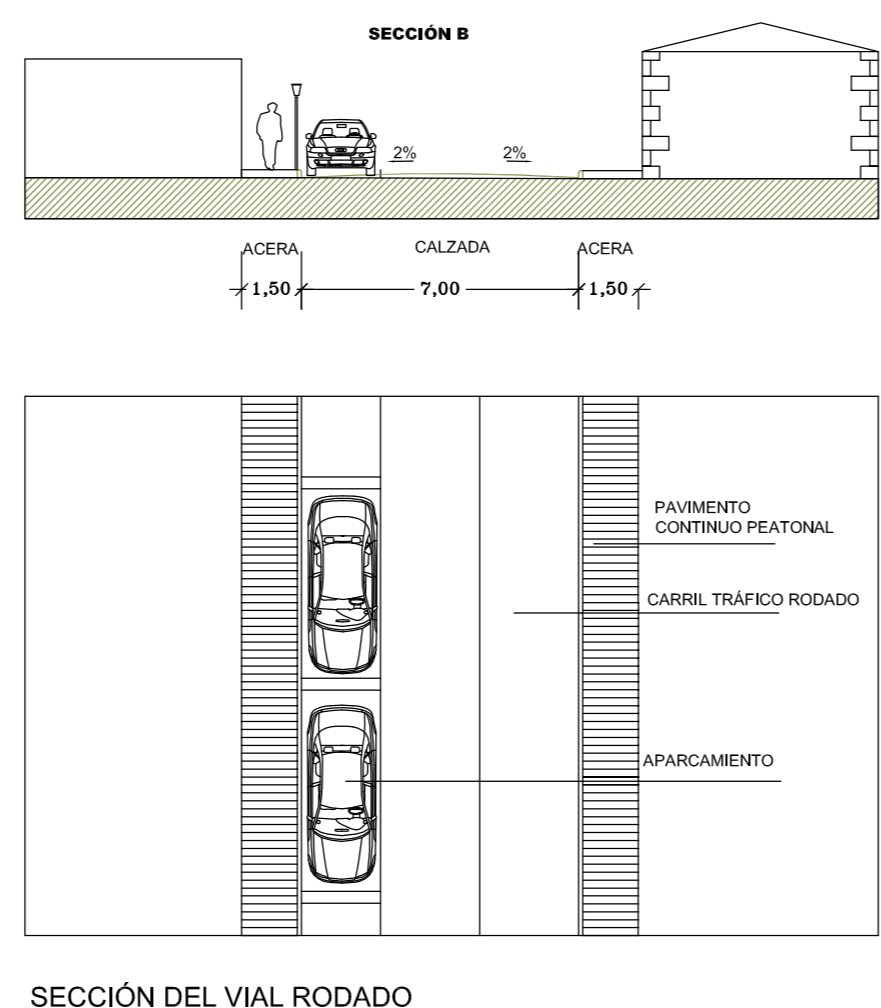 SECCIÓN B
2%
2%
ACERA
CALZADA
ACERA
1,50
7,00
1,50
PAVIMENTO
CONTINUO PEATONAL
CARRIL TRÁFICO RODADO
APARCAMIENTO
SECCIÓN DEL VIAL RODADO